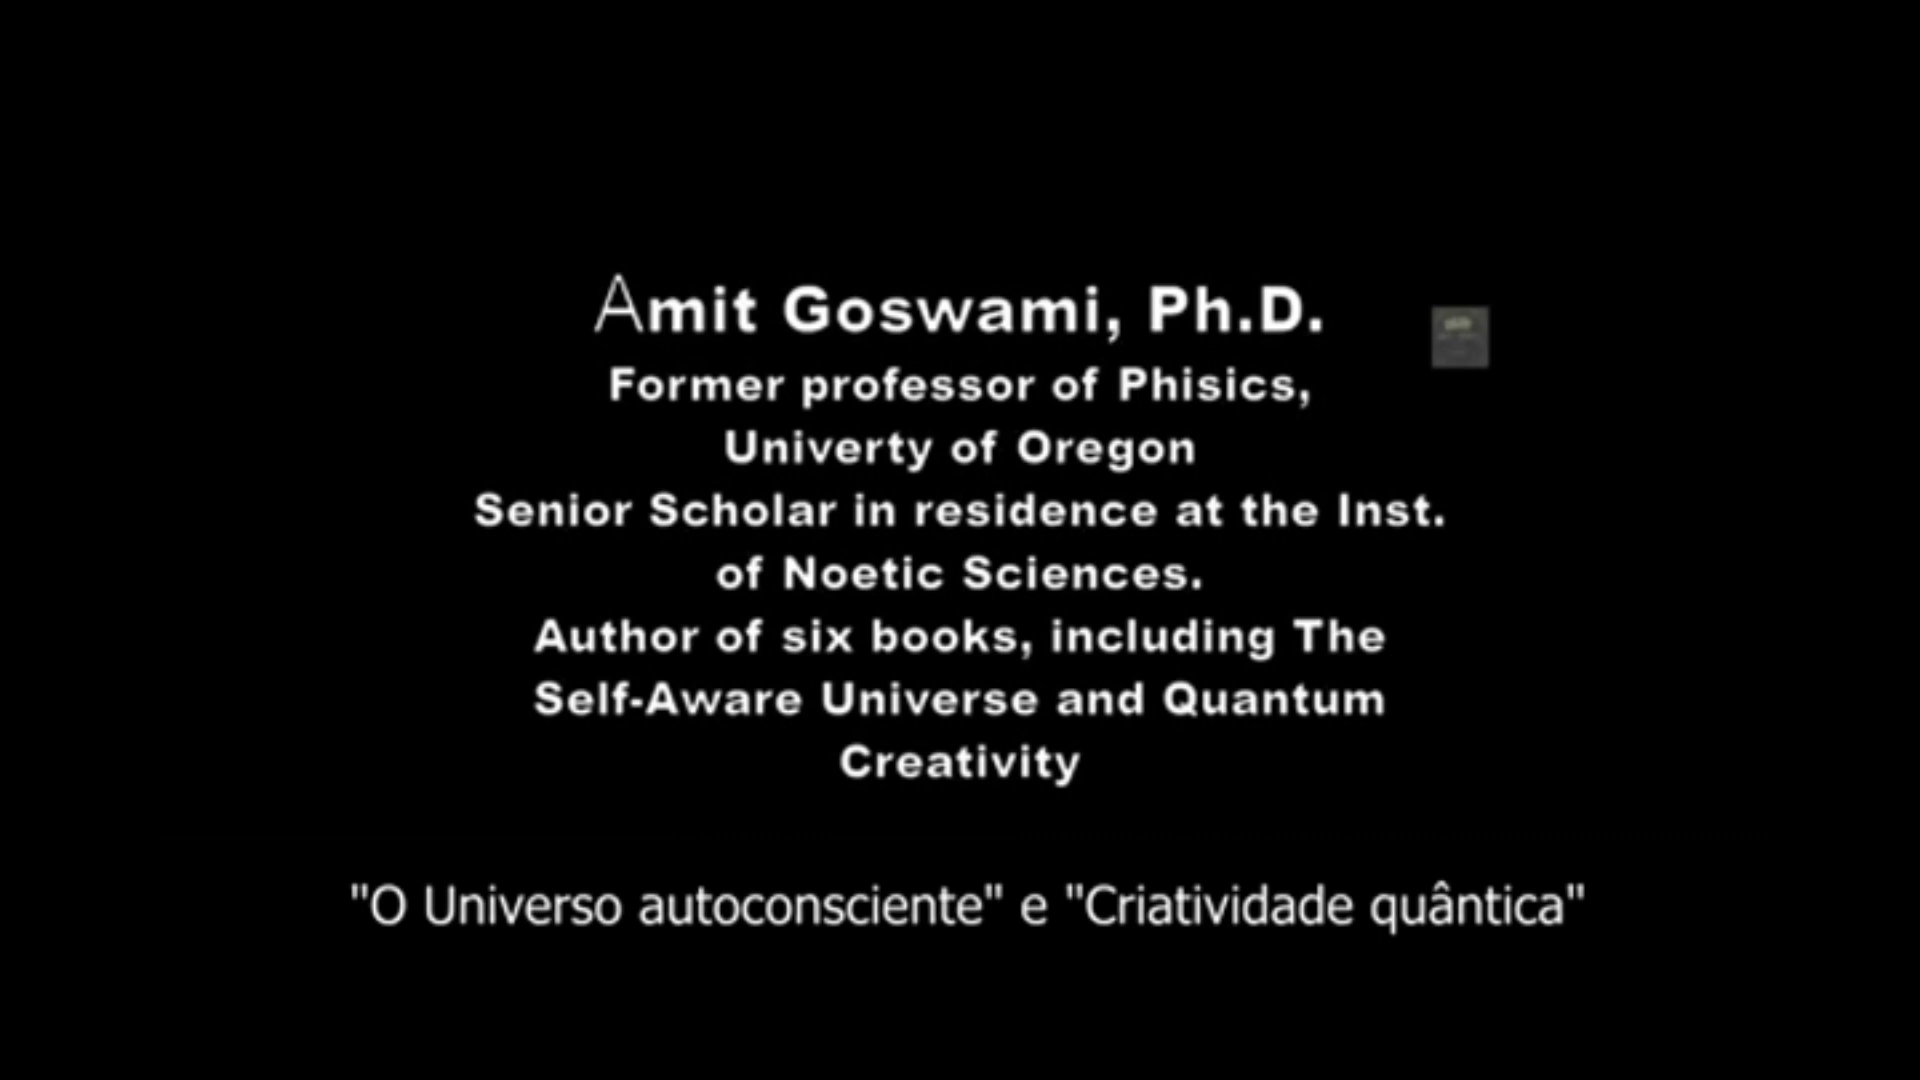 Amit Goswami, Ph.D.
Former professor of Phisics,
Univerty of Oregon
Senior Scholar in residence at the Inst.
of Noetic Sciences.
Author of six books, including The
Self-Aware Universe and Quantum
Creativity
"O Universo autoconsciente" e "Criatividade quântica"